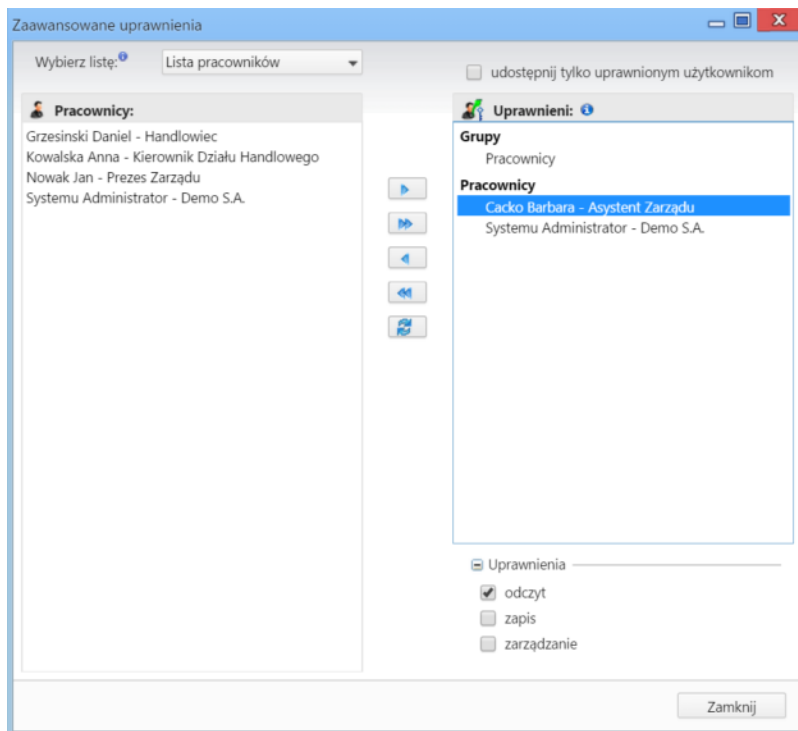 Zaawansowane uprawnienia
Wybierz listę:
Lista pracowników
udostępnij tylko uprawnionym użytkownikom
Pracownicy:
Grzesinski Daniel - Handlowiec
Kowalska Anna - Kierownik Działu Handlowego
Nowak Jan - Prezes Zarządu
Systemu Administrator - Demo S.A.
Uprawnieni:
Grupy
Pracownicy
Pracownicy
Cacko Barbara - Asystent Zarządu
Systemu Administrator - Demo S.A.
Uprawnienia
odczyt
zapis
zarządzanie
Zamknij